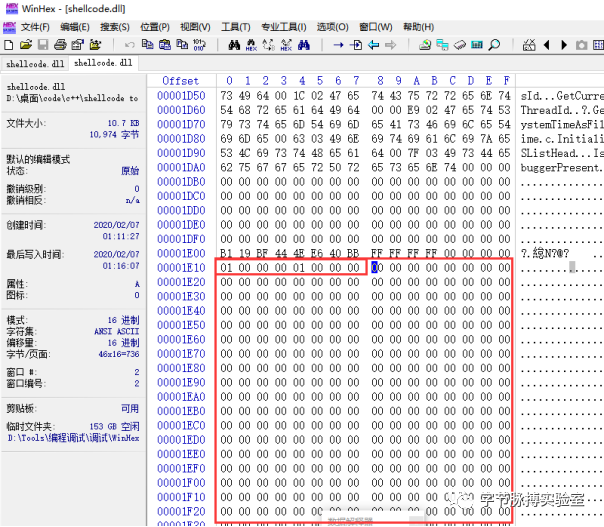 WinHex - [shellcode.dll]
文件(F) 编辑(E) 搜索(S) 位置(P) 视图(V) 工具(T) 专业工具(I) 选项(O) 窗口(W) 帮助(H)
shellcode.dll shellcode.dll
shellcode.dll
D:\桌面\code\c++\shellcode to
文件大小: 10.7 KB
10,974 字节
默认的编辑模式
状态: 原始
撤销级别: 0
撤销相反: n/a
创建时间: 2020/02/07
01:11:27
最后写入时间: 2020/02/07
01:16:07
属性: A
图标: 0
模式: 16 进制
字符集: ANSI ASCII
偏移量: 16 进制
字节/页面: 46x16=736
窗口 #: 2
窗口编号: 2
剪贴板: 可用
临时文件夹: 153 GB 空闲
D:\Tools\编程\调试\调试\WinHex
Offset 0 1 2 3 4 5 6 7 8 9 A B C D E F
00001D50 73 49 64 00 1C 02 47 65 74 43 75 72 72 65 6E 74 sId...GetCurre
00001D60 54 68 72 65 61 64 49 64 00 00 E9 02 47 65 74 53 ThreadId..?.Ge
00001D70 79 73 74 65 6D 54 69 6D 65 41 73 46 69 6C 65 54 ystemTimeAsFil
00001D80 69 6D 65 00 63 03 49 6E 69 74 69 61 6C 69 7A 65 ime.c.Initiali
00001D90 53 4C 69 73 74 48 65 61 64 00 7F 03 49 73 44 65 SListHead...Is
00001DA0 62 75 67 67 65 72 50 72 65 73 65 6E 74 00 00 00 buggerPresent.
00001DB0 00 00 00 00 00 00 00 00 00 00 00 00 00 00 00 00 ..............
00001DC0 00 00 00 00 00 00 00 00 00 00 00 00 00 00 00 00 ..............
00001DD0 00 00 00 00 00 00 00 00 00 00 00 00 00 00 00 00 ..............
00001DE0 00 00 00 00 00 00 00 00 00 00 00 00 00 00 00 00 ..............
00001DF0 00 00 00 00 00 00 00 00 00 00 00 00 00 00 00 00 ..............
00001E00 B1 19 BF 44 4E E6 40 BB FF FF FF FF 00 00 00 00
00001E10 01 00 00 00 01 00 00 00 00 00 00 00 00 00 00 00 ..............
00001E20 00 00 00 00 00 00 00 00 00 00 00 00 00 00 00 00 ..............
00001E30 00 00 00 00 00 00 00 00 00 00 00 00 00 00 00 00 ..............
00001E40 00 00 00 00 00 00 00 00 00 00 00 00 00 00 00 00 ..............
00001E50 00 00 00 00 00 00 00 00 00 00 00 00 00 00 00 00 ..............
00001E60 00 00 00 00 00 00 00 00 00 00 00 00 00 00 00 00 ..............
00001E70 00 00 00 00 00 00 00 00 00 00 00 00 00 00 00 00 ..............
00001E80 00 00 00 00 00 00 00 00 00 00 00 00 00 00 00 00 ..............
00001E90 00 00 00 00 00 00 00 00 00 00 00 00 00 00 00 00 ..............
00001EA0 00 00 00 00 00 00 00 00 00 00 00 00 00 00 00 00 ..............
00001EB0 00 00 00 00 00 00 00 00 00 00 00 00 00 00 00 00 ..............
00001EC0 00 00 00 00 00 00 00 00 00 00 00 00 00 00 00 00 ..............
00001ED0 00 00 00 00 00 00 00 00 00 00 00 00 00 00 00 00 ..............
00001EE0 00 00 00 00 00 00 00 00 00 00 00 00 00 00 00 00 ..............
00001EF0 00 00 00 00 00 00 00 00 00 00 00 00 00 00 00 00 ..............
00001F00 00 00 00 00 00 00 00 00 00 00 00 00 00 00 00 00 ..............
00001F10 00 00 00 00 00 00 00 00 00 00 00 00 00 00
00001F20 00 00 00 00 00 00 00 00 00 00 00 00 00 00 00 00 ..............
字节脉搏实验室